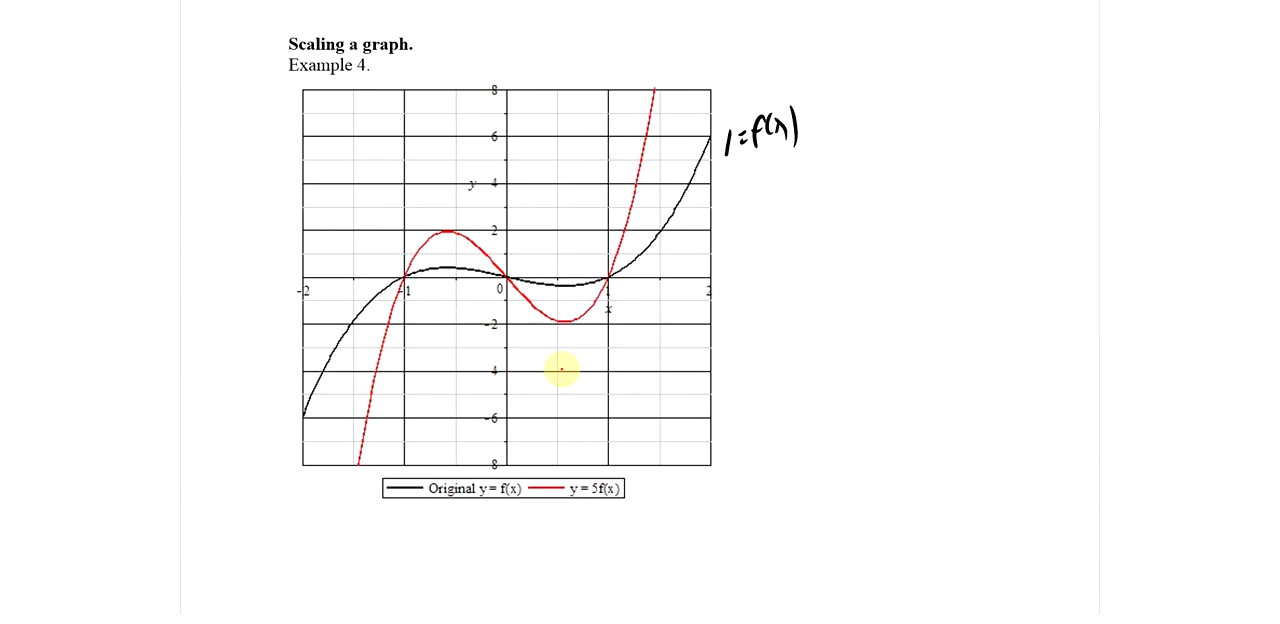 Scaling a graph.
Example 4.
8
6
y 4
2
-2 -1 0 1 2
x
-2
4
-6
8
y=f(x)
Original y = f(x) y = 5f(x)